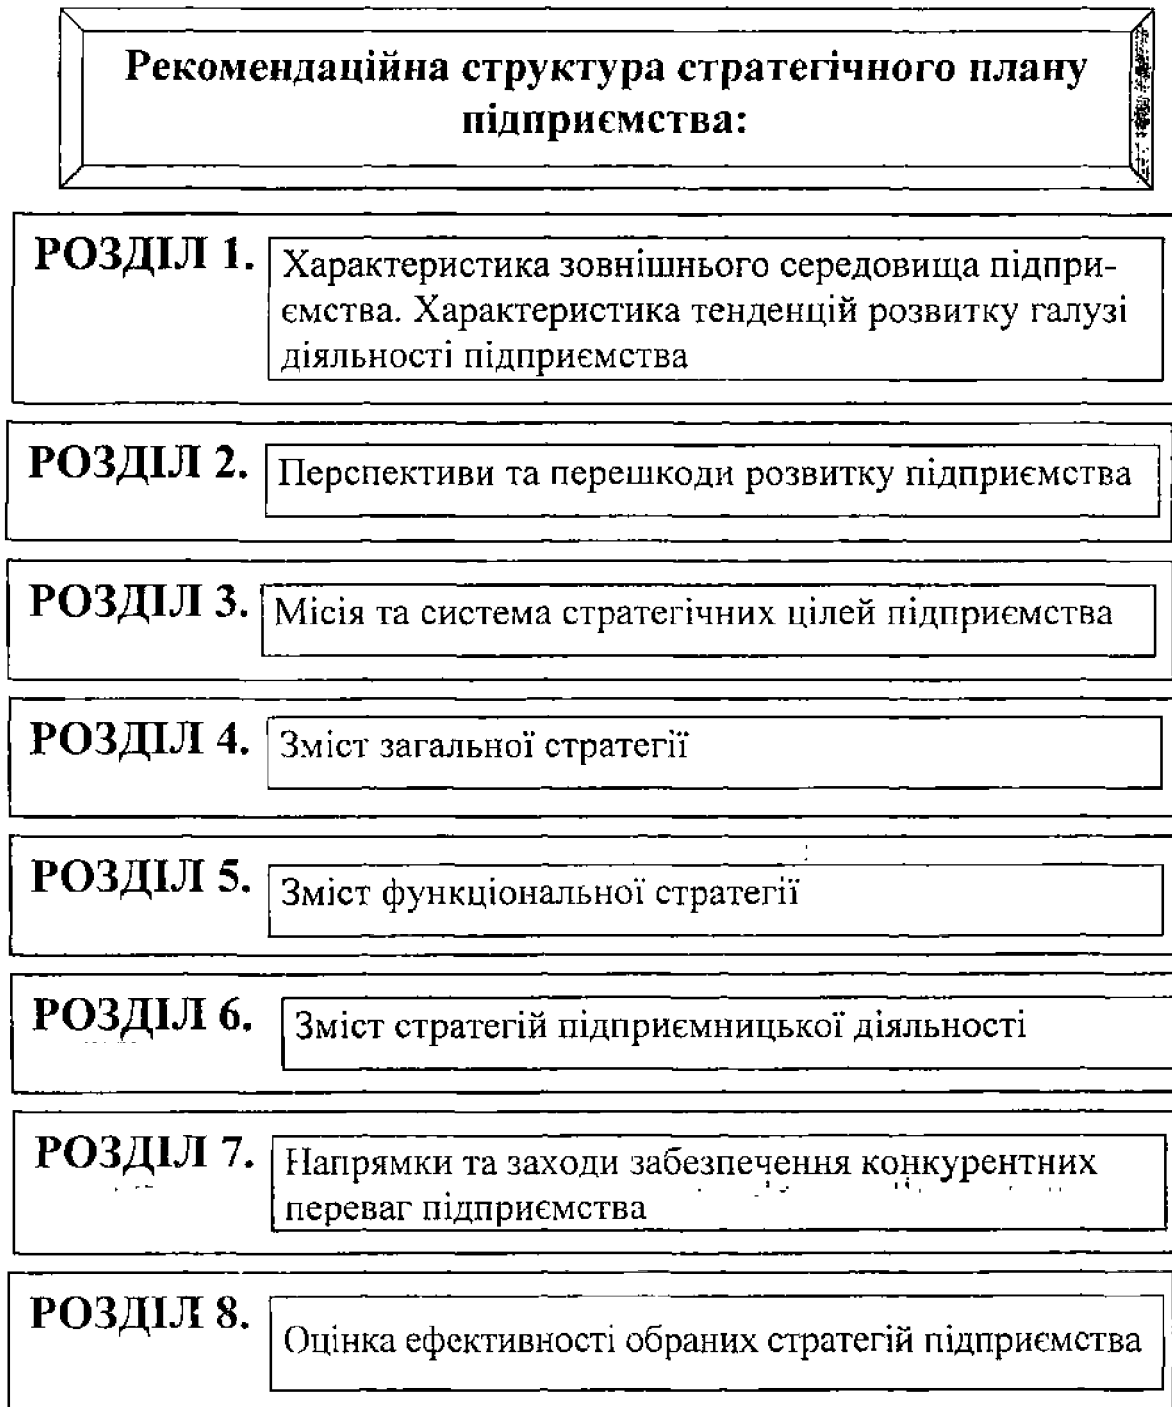 Рекомендаційна структура стратегічного плану
підприємства:
РОЗДІЛ 1.
Характеристика зовнішнього середовища підпри-
ємства. Характеристика тенденцій розвитку галузі
діяльності підприємства
РОЗДІЛ 2.
Перспективи та перешкоди розвитку підприємства
РОЗДІЛ 3.
Місія та система стратегічних цілей підприємства
РОЗДІЛ 4.
Зміст загальної стратегії
РОЗДІЛ 5.
Зміст функціональної стратегії
РОЗДІЛ 6.
Зміст стратегій підприємницької діяльності
РОЗДІЛ 7.
Напрямки та заходи забезпечення конкурентних
переваг підприємства
РОЗДІЛ 8.
Оцінка ефективності обраних стратегій підприємства